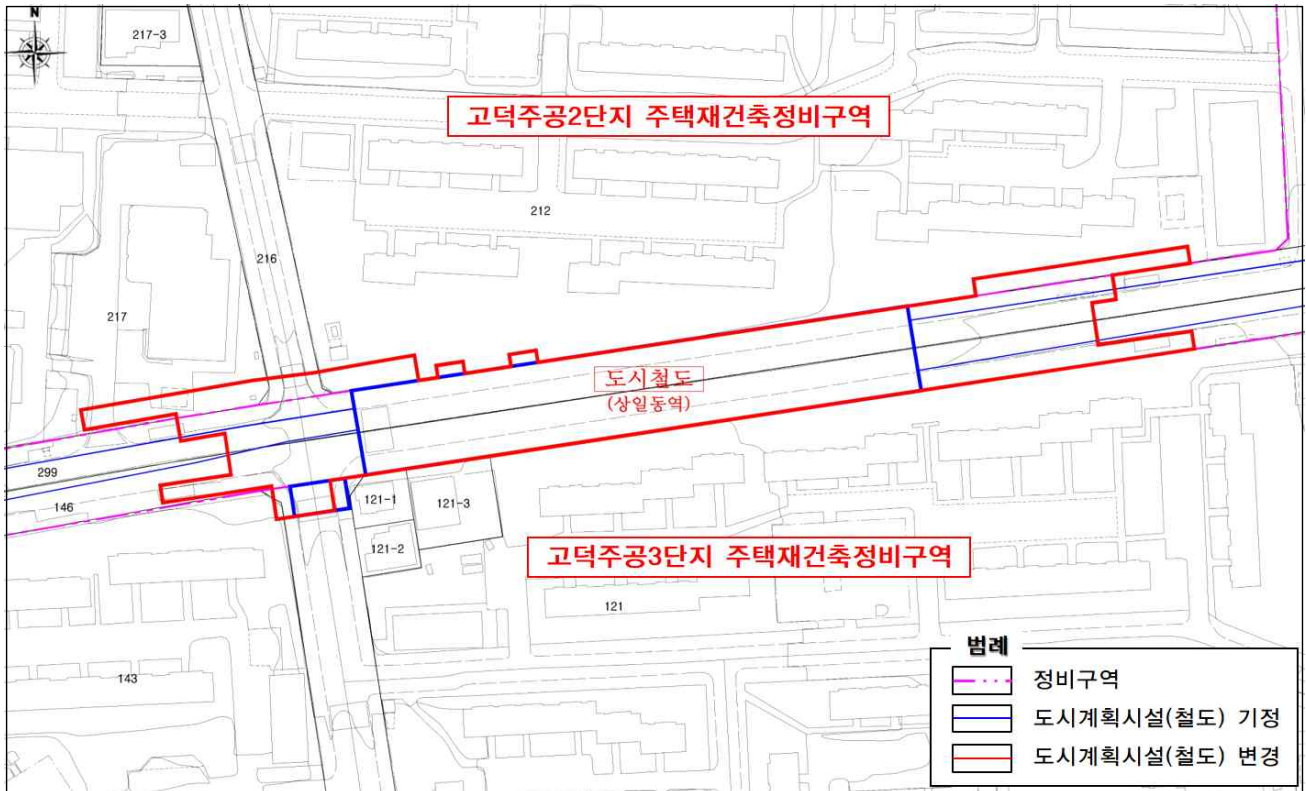 N
217-3
고덕주공2단지 주택재건축정비구역
212
216
217
도시철도
(상일동역)
299
146
121-1
121-3
121-2
고덕주공3단지 주택재건축정비구역
121
143
범례
정비구역
도시계획시설(철도) 기정
도시계획시설(철도) 변경